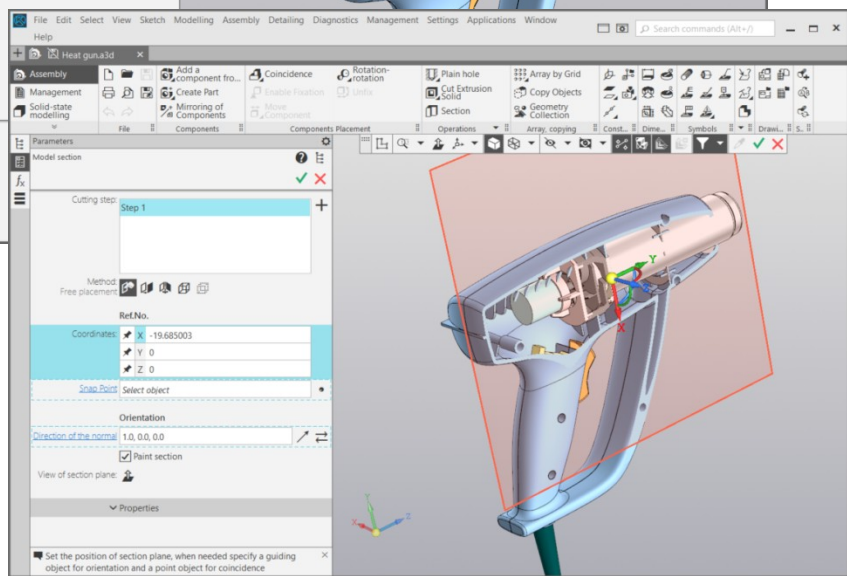 File Edit Select View Sketch Modelling Assembly Detailing Diagnostics Management Settings Applications Window
Help
Search commands (Alt+/)
Heat gun.a3d
Assembly
Management
Solid-state
modelling
File
Add a
component fro...
Create Part
Mirroring of
Components
Components
Coincidence
Enable Fixation
Move
Component
Rotation-
rotation
Unfix
Components Placement
Plain hole
Cut Extrusion
Solid
Section
Operations
Array by Grid
Copy Objects
Geometry
Collection
Array, copying
Const...
Dime...
Symbols
Drawi...
S..
Parameters
Model section
Cutting step:
Step 1
Method:
Free placement
Ref.No.
Coordinates:
X -19.685003
Y 0
Z 0
Snap Point Select object
Orientation
Direction of the normal 1.0, 0.0, 0.0
Paint section
View of section plane:
Properties
Set the position of section plane, when needed specify a guiding
object for orientation and a point object for coincidence
Y
X
Y
X
Z